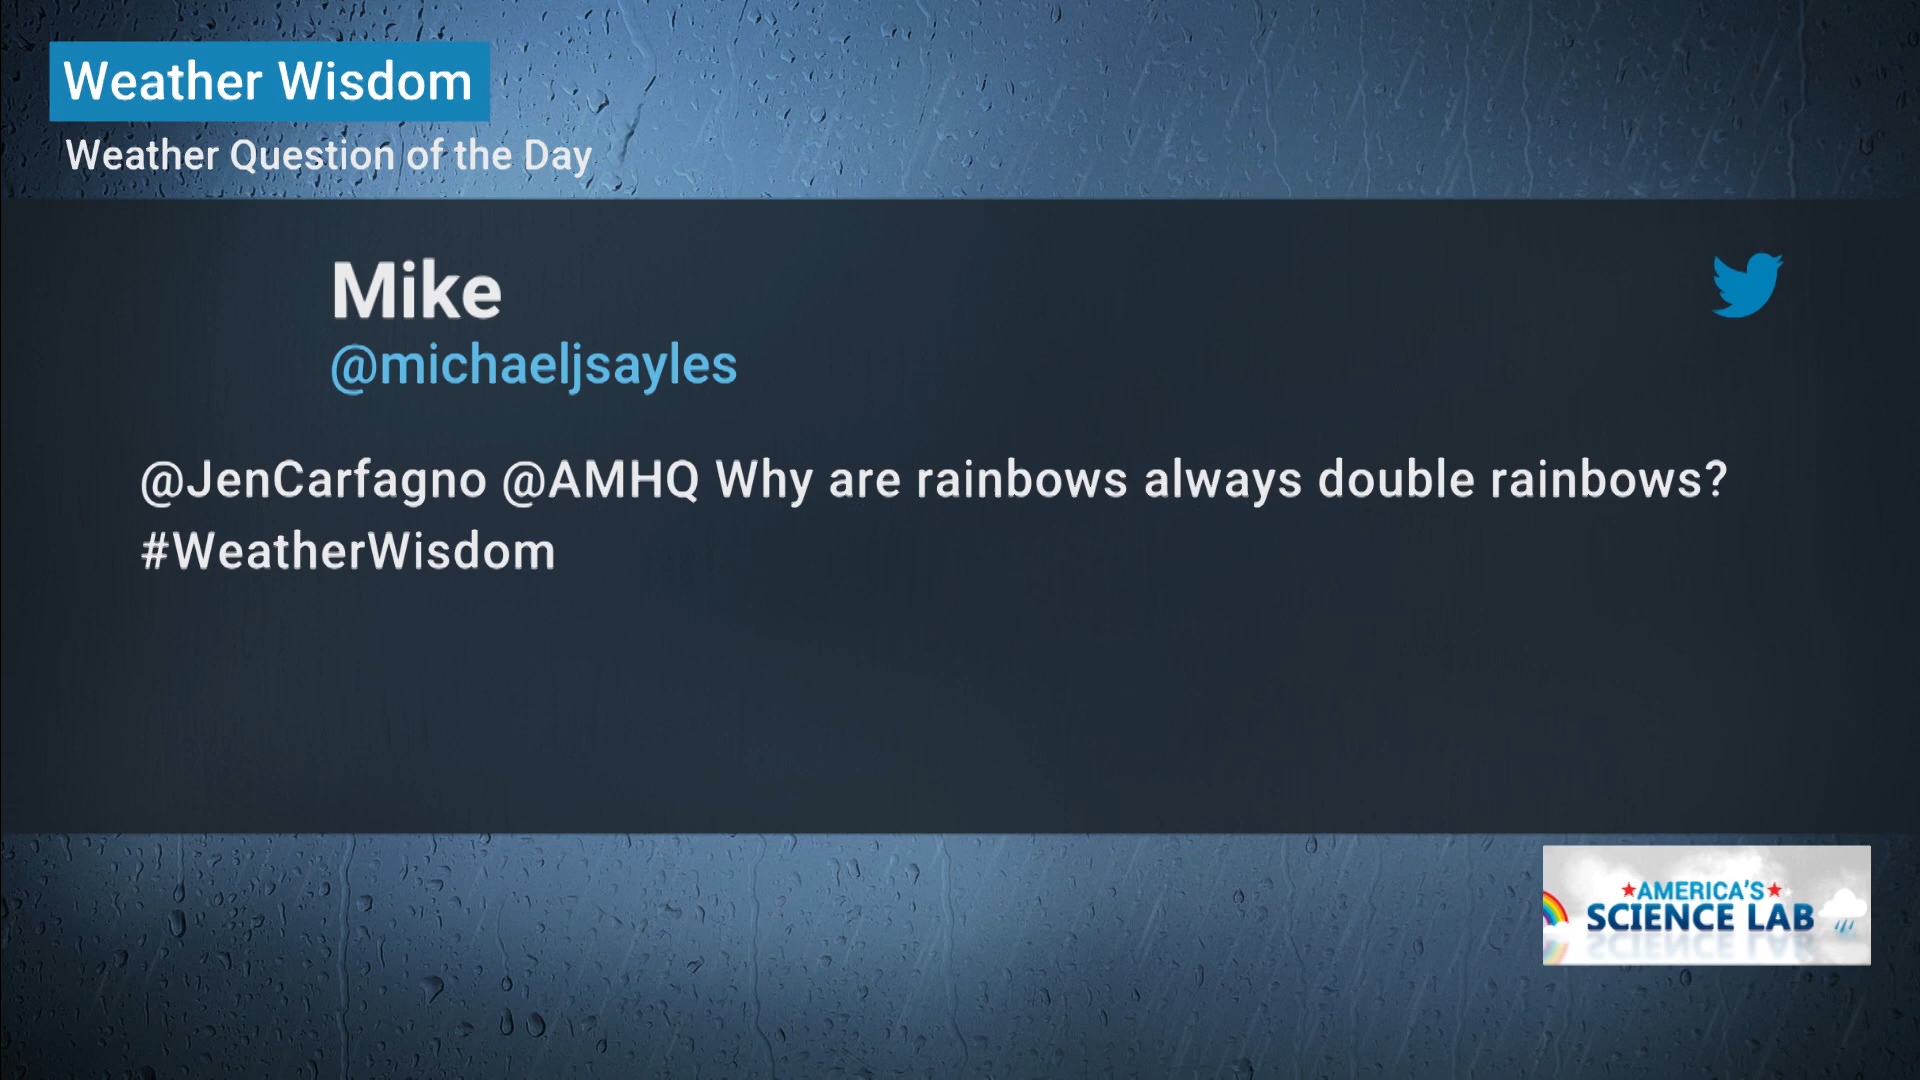 Weather Wisdom
Weather Question of the Day
Mike
@michaeljsayles
@JenCarfagno @AMHQ Why are rainbows always double rainbows?
#WeatherWisdom
AMERICA'S
SCIENCE LAB